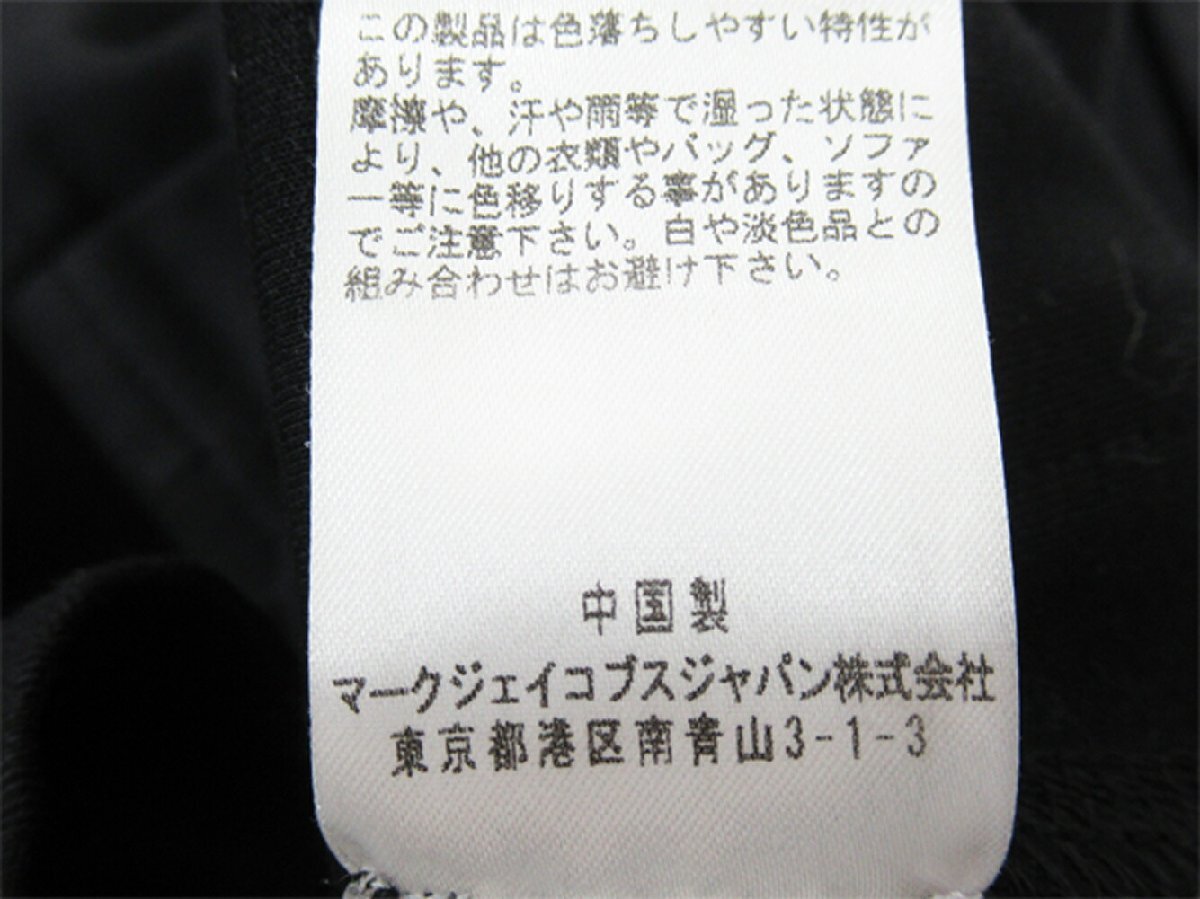 この製品は色落ちしやすい特性が
あります。
摩擦や、汗や雨等で湿った状態に
より、他の衣類やバッグ、ソファ
ー等に色移りする事がありますの
でご注意下さい。白や淡色品との
組み合わせはお避け下さい。
中国製
マークジェイコブスジャパン株式会社
東京都港区南青山3-1-3